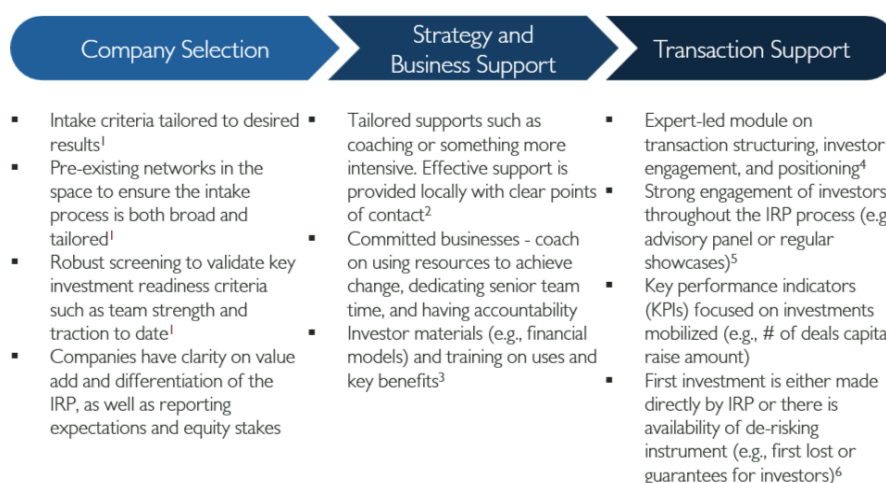 Company Selection
Strategy and
Business Support
Transaction Support
▪ Intake criteria tailored to desired
results¹
▪ Pre-existing networks in the
space to ensure the intake
process is both broad and
tailored¹
▪ Robust screening to validate key
investment readiness criteria
such as team strength and
traction to date¹
▪ Companies have clarity on value
add and differentiation of the
IRP, as well as reporting
expectations and equity stakes
▪ Tailored supports such as
coaching or something more
intensive. Effective support is
provided locally with clear points
of contact²
▪ Committed businesses - coach
on using resources to achieve
change, dedicating senior team
time, and having accountability
▪ Investor materials (e.g., financial
models) and training on uses and
key benefits³
▪ Expert-led module on
transaction structuring, investor
engagement, and positioning⁴
▪ Strong engagement of investors
throughout the IRP process (e.g
advisory panel or regular
showcases)⁵
▪ Key performance indicators
(KPIs) focused on investments
mobilized (e.g., # of deals capita
raise amount)
▪ First investment is either made
directly by IRP or there is
availability of de-risking
instrument (e.g., first lost or
guarantees for investors)⁶